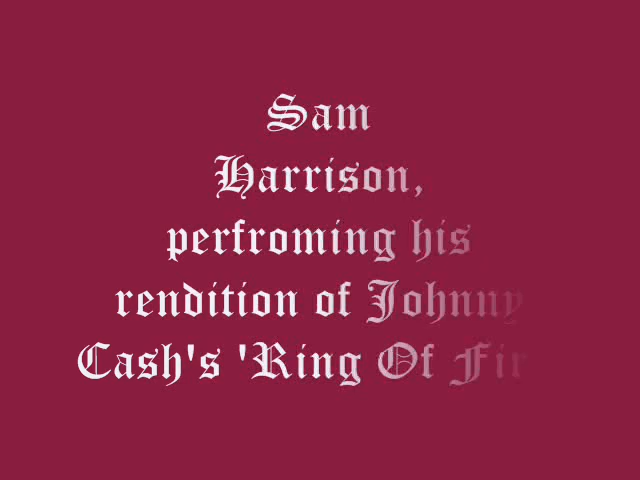 Sam
Harrison,
perfroming his
rendition of Johnny
Cash's 'Ring Of Fir